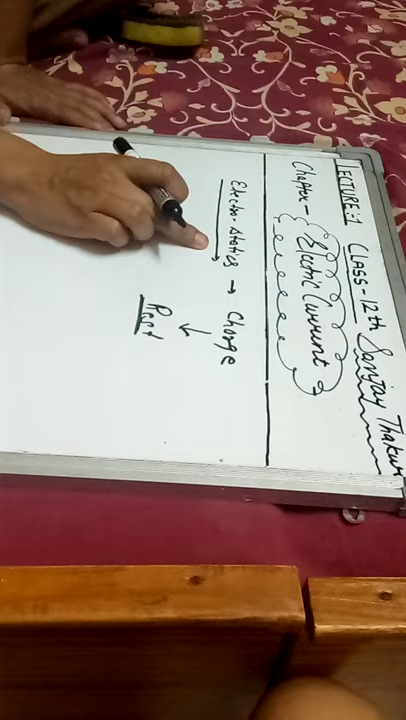 LECTURE:1 CLASS-12th Sanjay Thakur
Chapter- Electric Current
Electro-statics → Charge
↓
Rest